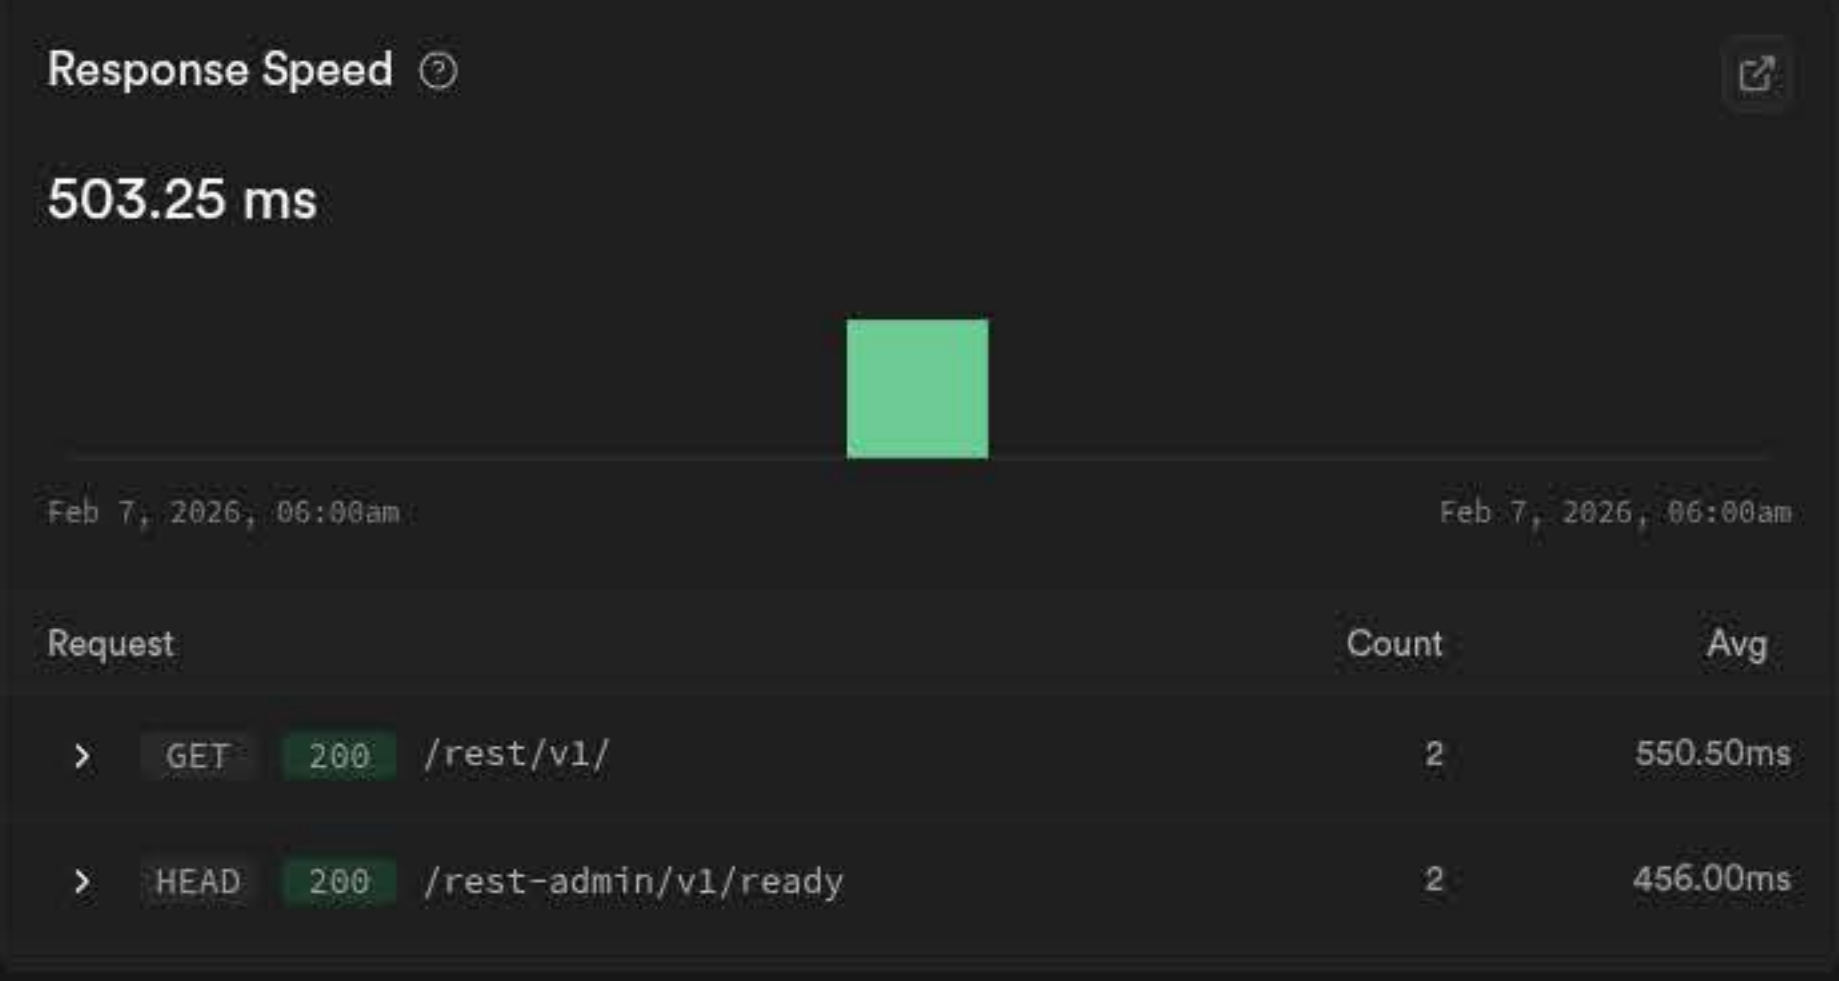 Response Speed ?
503.25 ms
Feb 7, 2026, 06:00am Feb 7, 2026, 06:00am
Request Count Avg
GET 200 /rest/v1/ 2 550.50ms
HEAD 200 /rest-admin/v1/ready 2 456.00ms